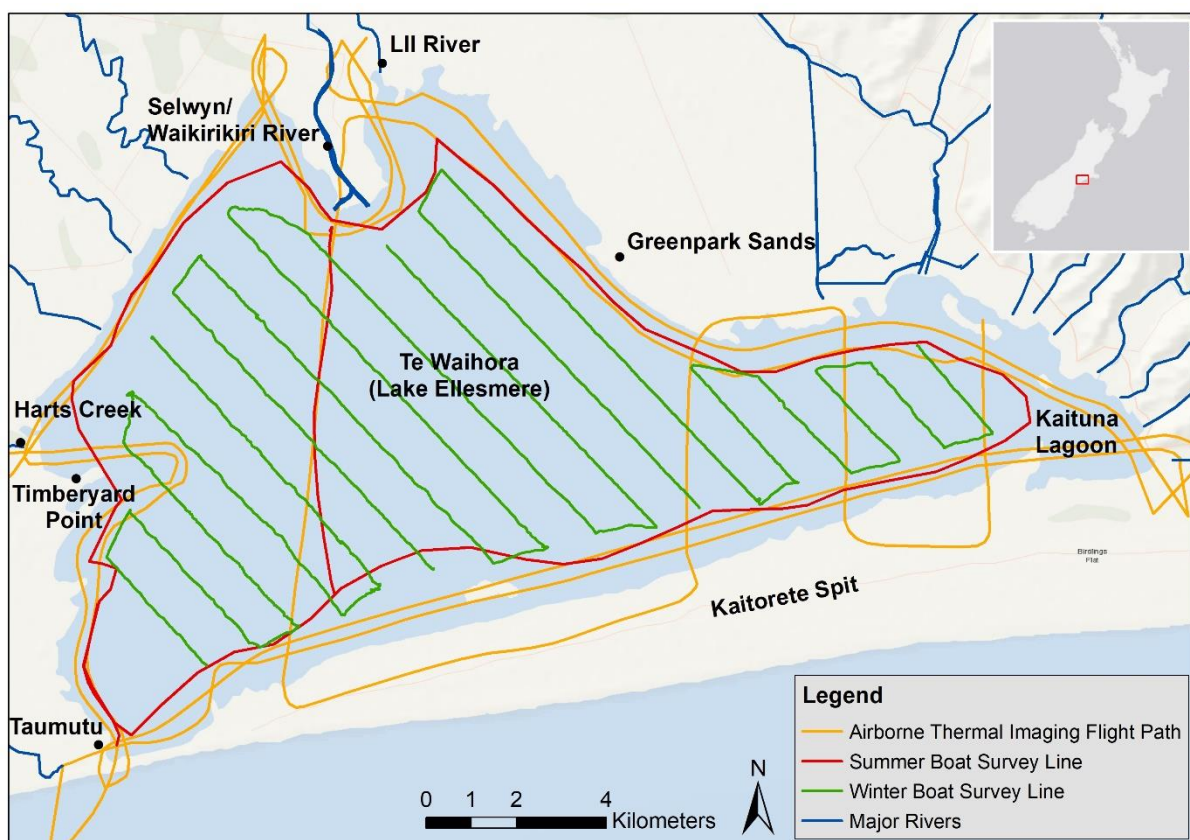 LII River
Selwyn/
Waikirikiri River
Greenpark Sands
Te Waihora
(Lake Ellesmere)
Harts Creek
Kaituna
Lagoon
Timberyard
Point
Birdlings
Flat
Kaitorete Spit
Taumutu
Legend
Airborne Thermal Imaging Flight Path
Summer Boat Survey Line
Winter Boat Survey Line
Major Rivers
0 1 2 4
Kilometers
N